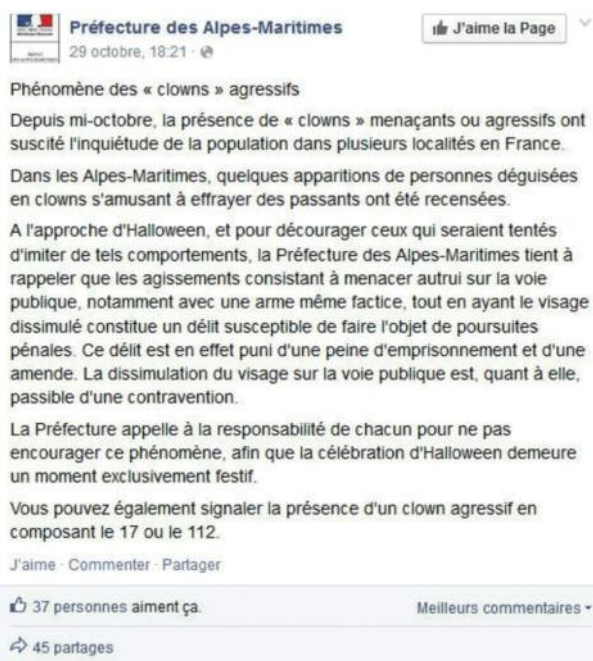 Préfecture des Alpes-Maritimes
J'aime la Page
29 octobre, 18:21 ·
Phénomène des « clowns » agressifs
Depuis mi-octobre, la présence de « clowns » menaçants ou agressifs ont
suscité l'inquiétude de la population dans plusieurs localités en France.
Dans les Alpes-Maritimes, quelques apparitions de personnes déguisées
en clowns s'amusant à effrayer des passants ont été recensées.
A l'approche d'Halloween, et pour décourager ceux qui seraient tentés
d'imiter de tels comportements, la Préfecture des Alpes-Maritimes tient à
rappeler que les agissements consistant à menacer autrui sur la voie
publique, notamment avec une arme même factice, tout en ayant le visage
dissimulé constitue un délit susceptible de faire l'objet de poursuites
pénales. Ce délit est en effet puni d'une peine d'emprisonnement et d'une
amende. La dissimulation du visage sur la voie publique est, quant à elle,
passible d'une contravention.
La Préfecture appelle à la responsabilité de chacun pour ne pas
encourager ce phénomène, afin que la célébration d'Halloween demeure
un moment exclusivement festif.
Vous pouvez également signaler la présence d'un clown agressif en
composant le 17 ou le 112.
J'aime · Commenter · Partager
37 personnes aiment ça.
Meilleurs commentaires
45 partages